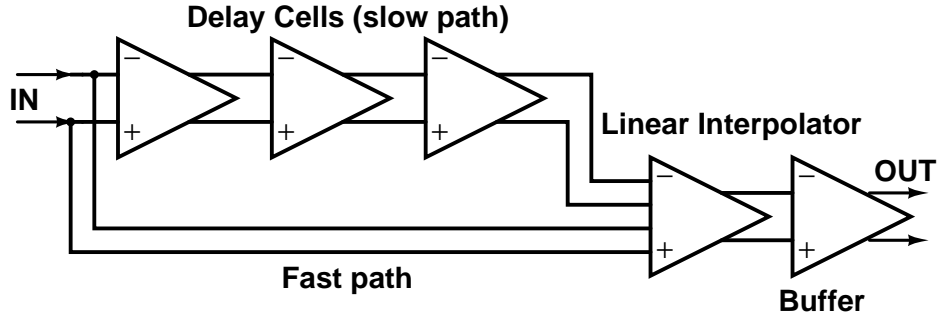 Delay Cells (slow path)
− − −
IN
+ + +
Linear Interpolator
− − OUT
+ +
Fast path
Buffer